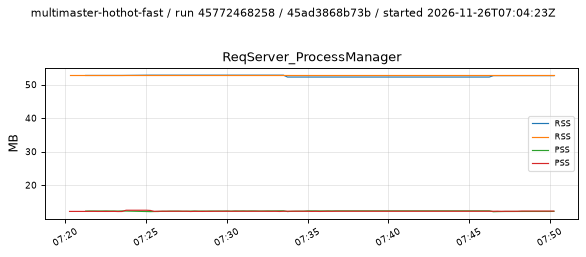 multimaster-hothot-fast / run 45772468258 / 45ad3868b73b / started 2026-11-26T07:04:23Z
ReqServer_ProcessManager
MB
50
40
30
20
RSS
RSS
PSS
PSS
07:20
07:25
07:30
07:35
07:40
07:45
07:50